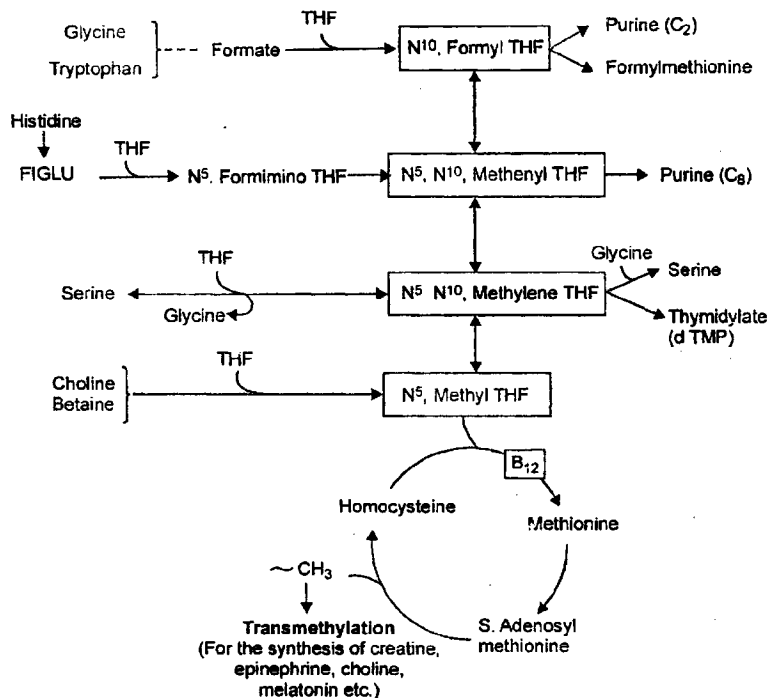 THF
Glycine
Tryptophan
Formate
N¹⁰, Formyl THF
Purine (C₂)
Formylmethionine
Histidine
FIGLU
THF
N⁵. Formimino THF
N⁵, N¹⁰, Methenyl THF
Purine (C₈)
THF
Serine
Glycine
N⁵ N¹⁰, Methylene THF
Glycine
Serine
Thymidylate
(d TMP)
THF
Choline
Betaine
N⁵, Methyl THF
B₁₂
Homocysteine
Methionine
~CH₃
S. Adenosyl
methionine
Transmethylation
(For the synthesis of creatine,
epinephrine, choline,
melatonin etc.)